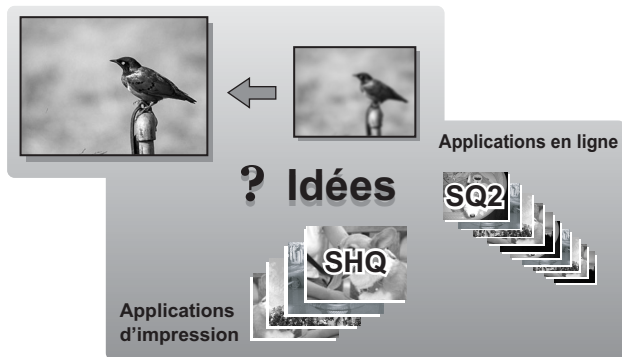 Applications en ligne
? Idées
SQ2
SHQ
Applications
d'impression